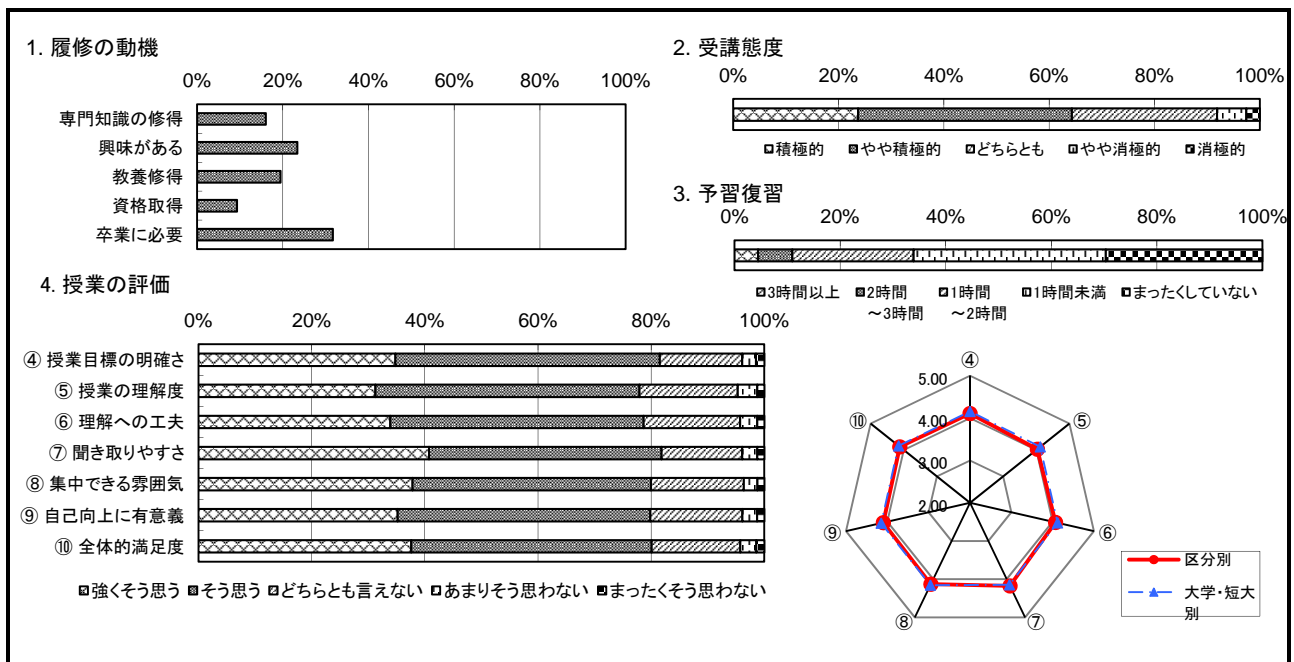 1. 履修の動機
0% 20% 40% 60% 80% 100%
専門知識の修得
興味がある
教養修得
資格取得
卒業に必要
2. 受講態度
0% 20% 40% 60% 80% 100%
積極的 やや積極的 どちらとも やや消極的 消極的
3. 予習復習
0% 20% 40% 60% 80% 100%
3時間以上 2時間 1時間 1時間未満 まったくしていない
～3時間 ～2時間
4. 授業の評価
0% 20% 40% 60% 80% 100%
④ 授業目標の明確さ
⑤ 授業の理解度
⑥ 理解への工夫
⑦ 聞き取りやすさ
⑧ 集中できる雰囲気
⑨ 自己向上に有意義
⑩ 全体的満足度
強くそう思う そう思う どちらとも言えない あまりそう思わない まったくそう思わない
④
5.00
⑩ 4.00 ⑤
3.00
2.00
⑨ ⑥
⑧ ⑦
区分別
大学・短大
別